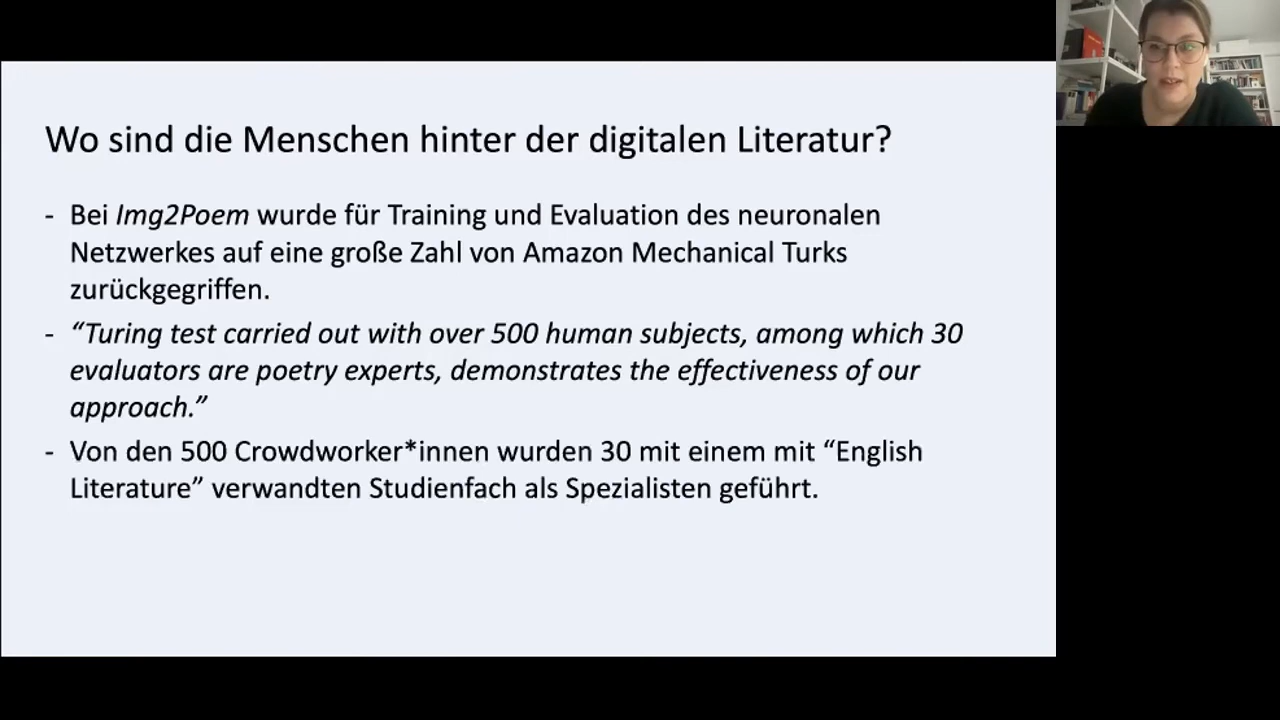 Wo sind die Menschen hinter der digitalen Literatur?
- Bei Img2Poem wurde für Training und Evaluation des neuronalen
Netzwerkes auf eine große Zahl von Amazon Mechanical Turks
zurückgegriffen.
- “Turing test carried out with over 500 human subjects, among which 30
evaluators are poetry experts, demonstrates the effectiveness of our
approach.”
- Von den 500 Crowdworker*innen wurden 30 mit einem mit “English
Literature” verwandten Studienfach als Spezialisten geführt.